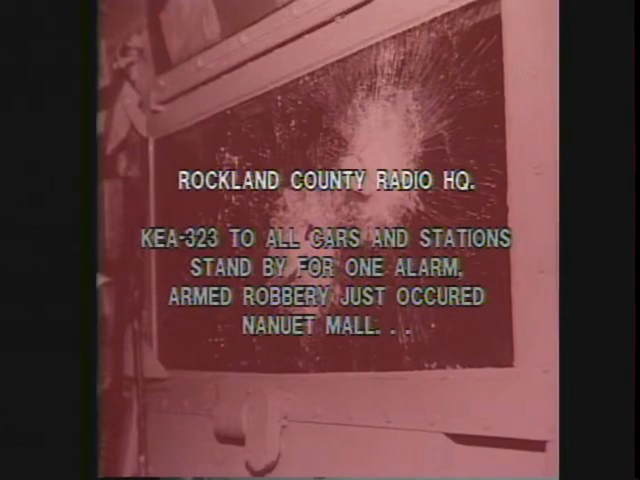 ROCKLAND COUNTY RADIO HQ.
KEA-323 TO ALL CARS AND STATIONS
STAND BY FOR ONE ALARM,
ARMED ROBBERY JUST OCCURED
NANUET MALL. . .